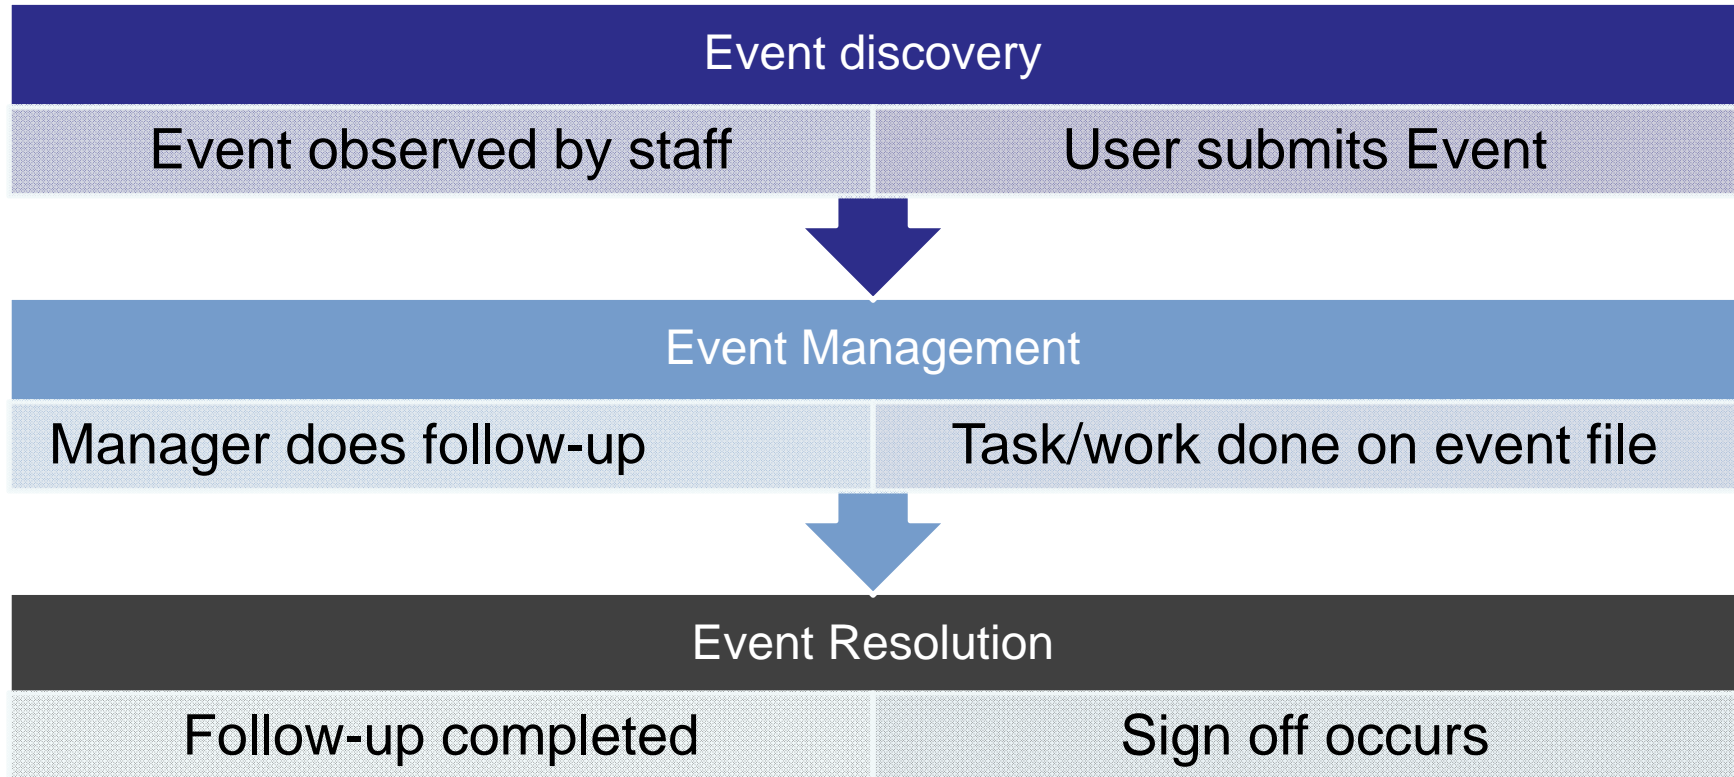 Event discovery
Event observed by staff
User submits Event
Event Management
Manager does follow-up
Task/work done on event file
Event Resolution
Follow-up completed
Sign off occurs